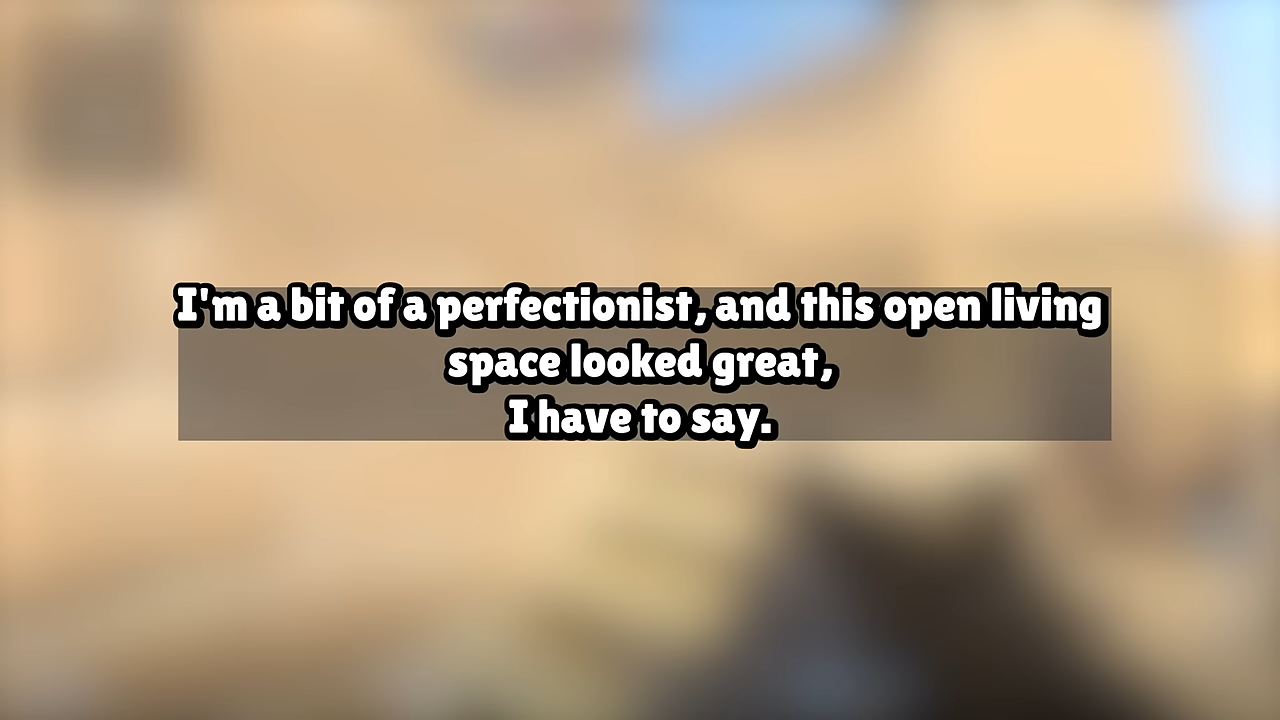 I'm a bit of a perfectionist, and this open living
space looked great,
I have to say.